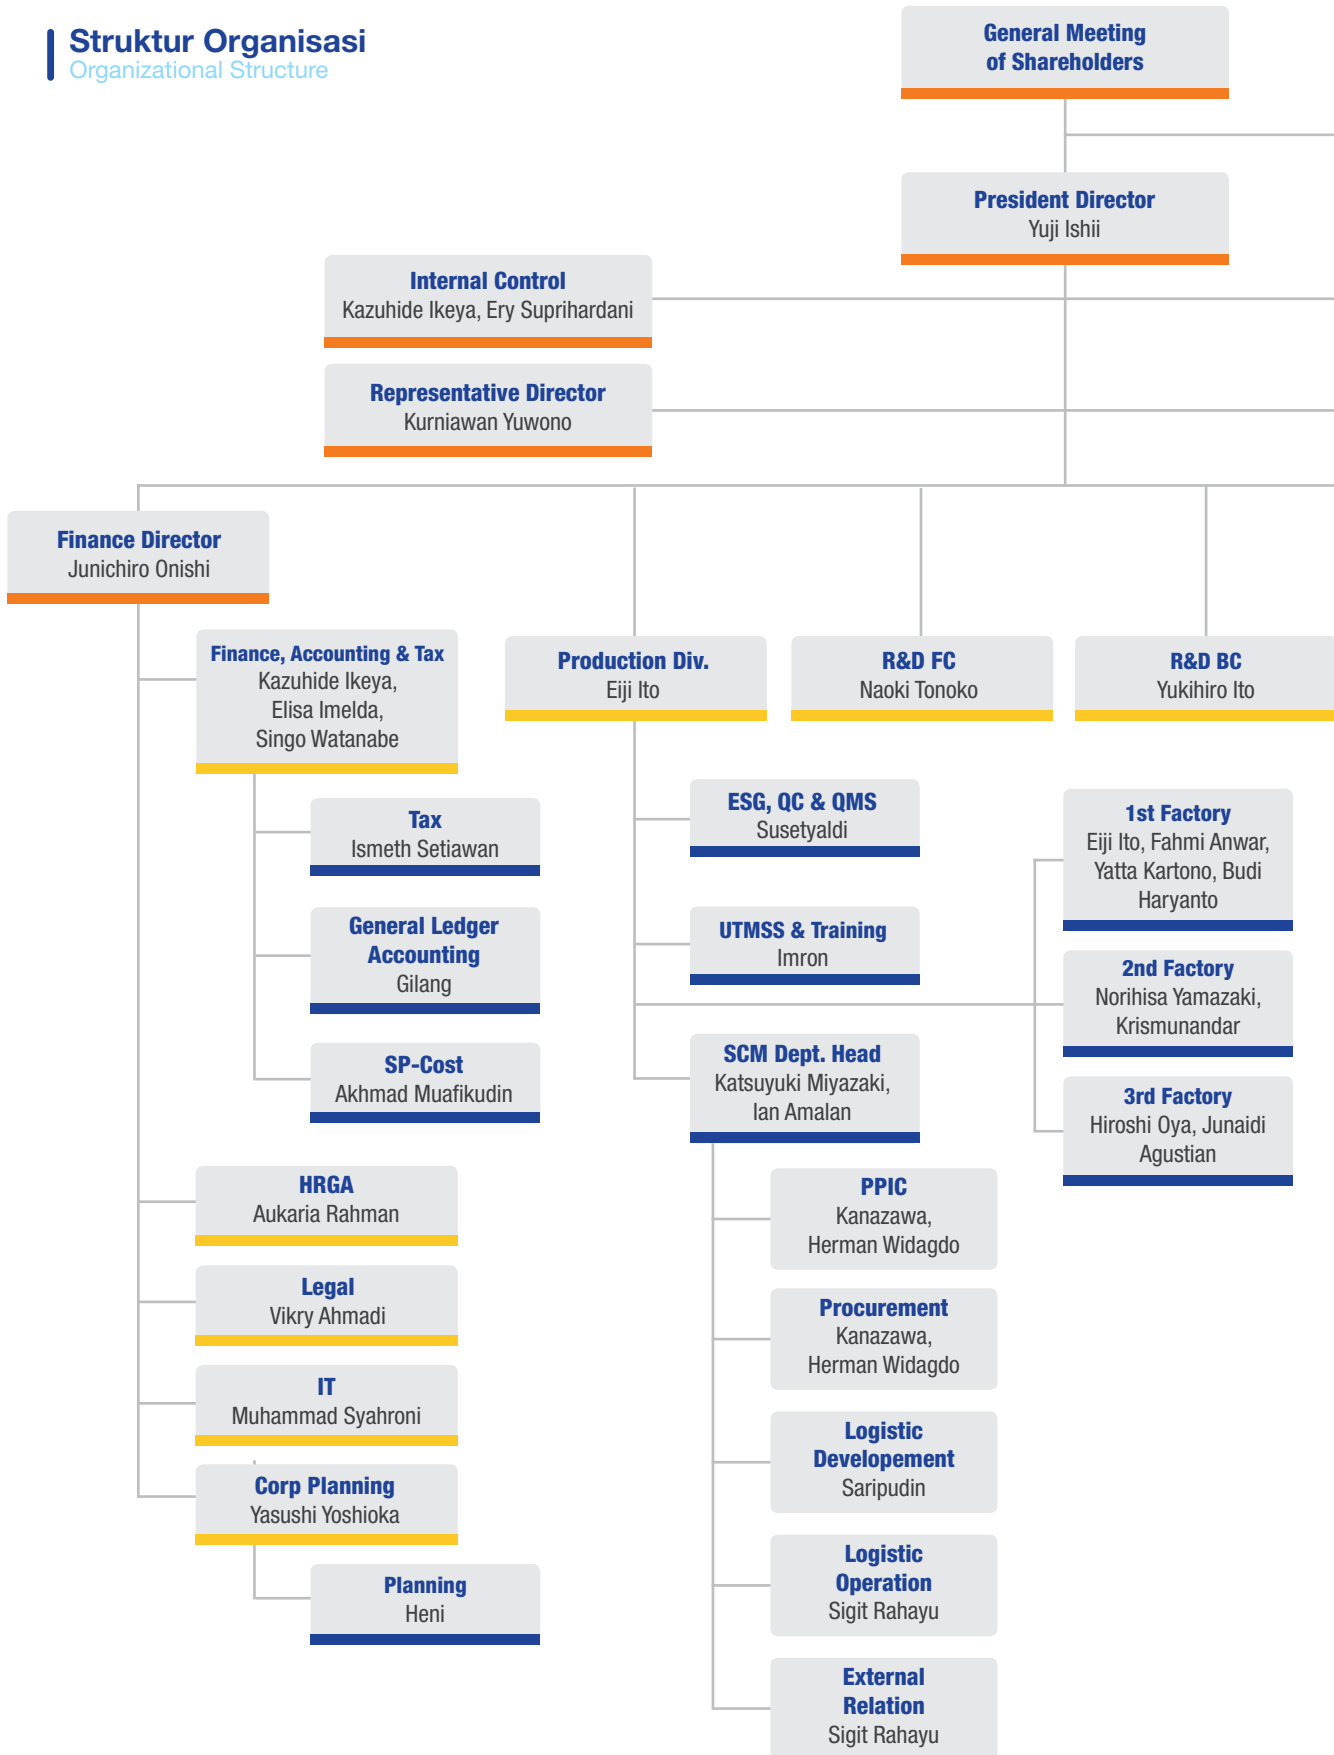 Struktur Organisasi
Organizational Structure
General Meeting
of Shareholders
President Director
Yuji Ishii
Internal Control
Kazuhide Ikeya, Ery Suprihardani
Representative Director
Kurniawan Yuwono
Finance Director
Junichiro Onishi
Finance, Accounting & Tax
Kazuhide Ikeya,
Elisa Imelda,
Singo Watanabe
Tax
Ismeth Setiawan
General Ledger
Accounting
Gilang
SP-Cost
Akhmad Muafikudin
HRGA
Aukaria Rahman
Legal
Vikry Ahmadi
IT
Muhammad Syahroni
Corp Planning
Yasushi Yoshioka
Planning
Heni
Production Div.
Eiji Ito
ESG, QC & QMS
Susetyaldi
UTMSS & Training
Imron
SCM Dept. Head
Katsuyuki Miyazaki,
Ian Amalan
PPIC
Kanazawa,
Herman Widagdo
Procurement
Kanazawa,
Herman Widagdo
Logistic
Developement
Saripudin
Logistic
Operation
Sigit Rahayu
External
Relation
Sigit Rahayu
1st Factory
Eiji Ito, Fahmi Anwar,
Yatta Kartono, Budi
Haryanto
2nd Factory
Norihisa Yamazaki,
Krismunandar
3rd Factory
Hiroshi Oya, Junaidi
Agustian
R&D FC
Naoki Tonoko
R&D BC
Yukihiro Ito